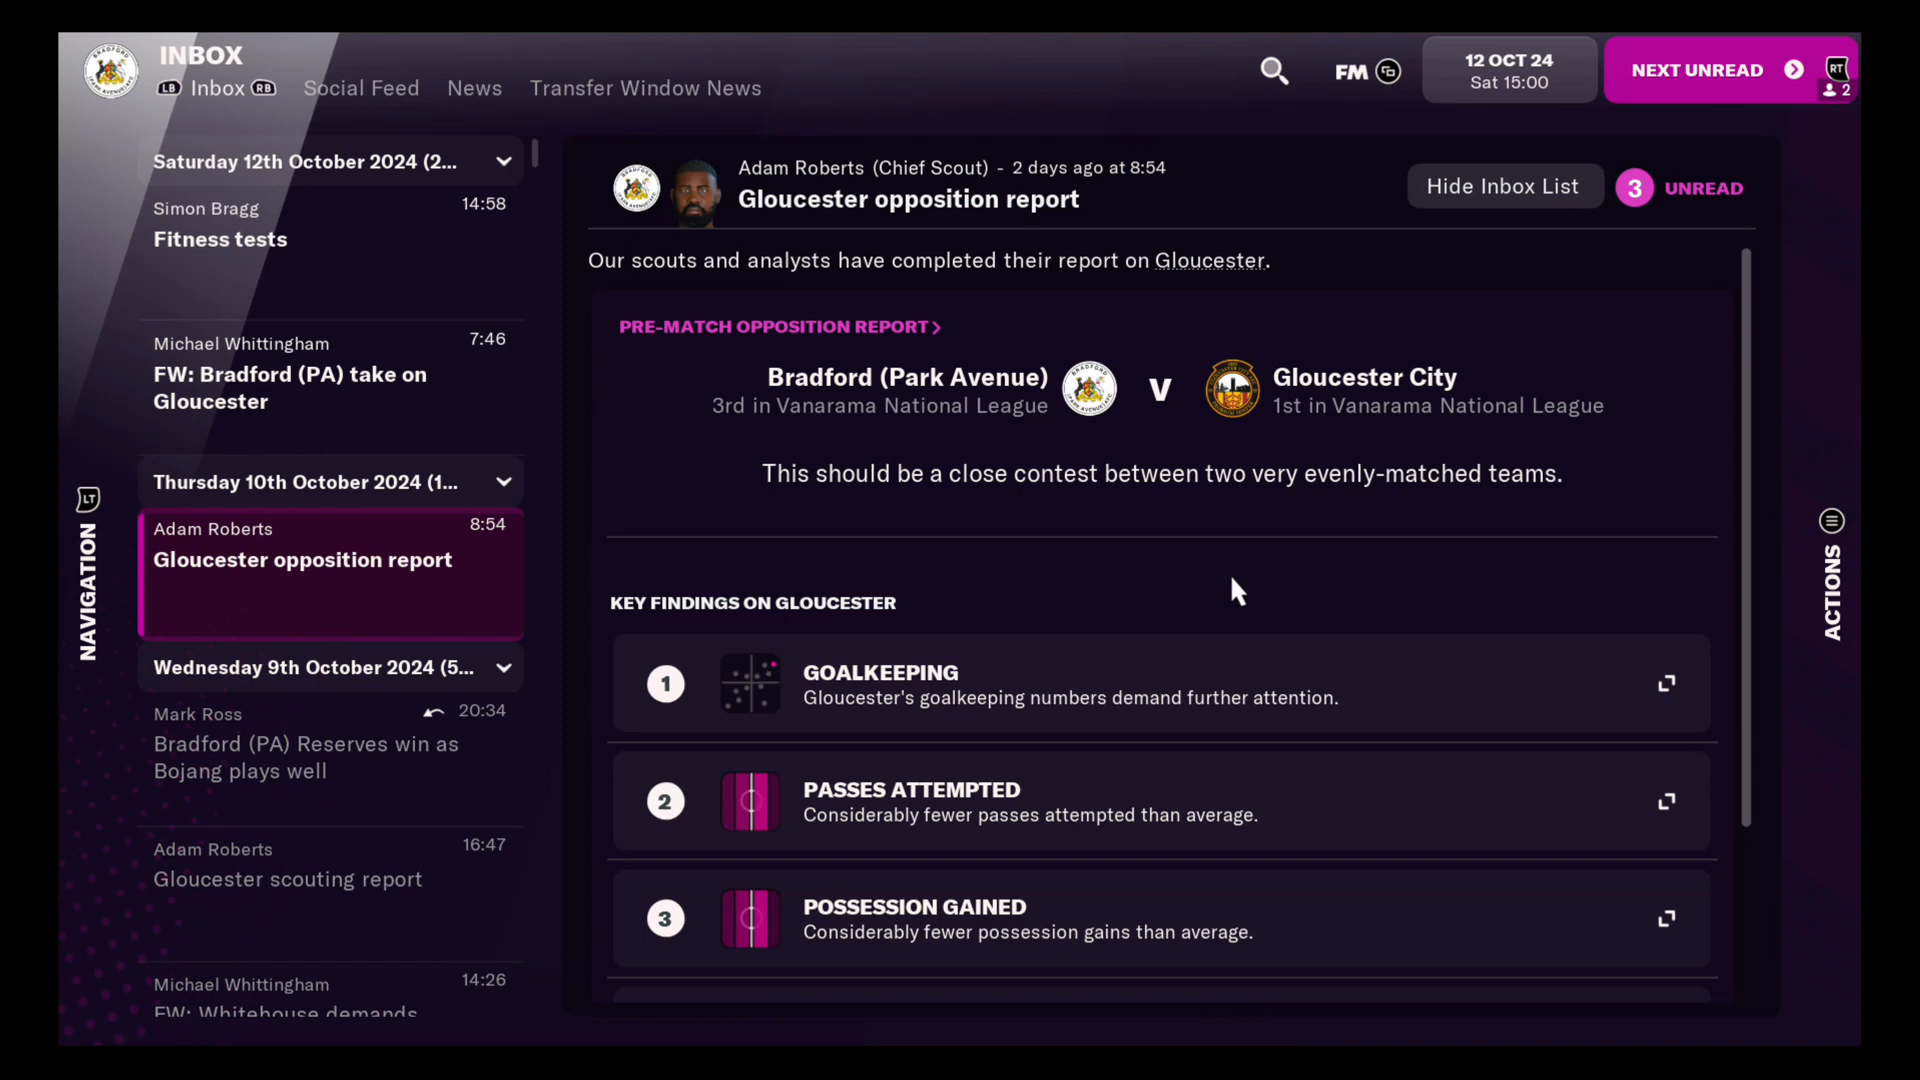 INBOX
LB Inbox RB Social Feed News Transfer Window News
FM
12 OCT 24
Sat 15:00
NEXT UNREAD
RT
2
Saturday 12th October 2024 (2...
Simon Bragg 14:58
Fitness tests
Michael Whittingham 7:46
FW: Bradford (PA) take on
Gloucester
Thursday 10th October 2024 (1...
Adam Roberts 8:54
Gloucester opposition report
Wednesday 9th October 2024 (5...
Mark Ross 20:34
Bradford (PA) Reserves win as
Bojang plays well
Adam Roberts 16:47
Gloucester scouting report
Michael Whittingham 14:26
FW: Whitehouse demands
LT
NAVIGATION
Adam Roberts (Chief Scout) - 2 days ago at 8:54
Gloucester opposition report
Hide Inbox List
3 UNREAD
Our scouts and analysts have completed their report on Gloucester.
PRE-MATCH OPPOSITION REPORT
Bradford (Park Avenue) V Gloucester City
3rd in Vanarama National League 1st in Vanarama National League
This should be a close contest between two very evenly-matched teams.
KEY FINDINGS ON GLOUCESTER
1 GOALKEEPING
Gloucester's goalkeeping numbers demand further attention.
2 PASSES ATTEMPTED
Considerably fewer passes attempted than average.
3 POSSESSION GAINED
Considerably fewer possession gains than average.
ACTIONS